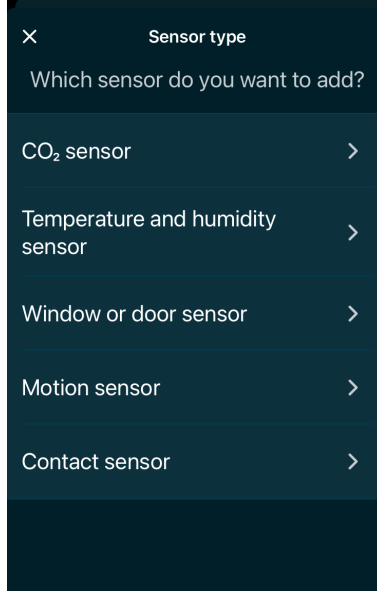 Sensor type
Which sensor do you want to add?
CO₂ sensor
Temperature and humidity
sensor
Window or door sensor
Motion sensor
Contact sensor